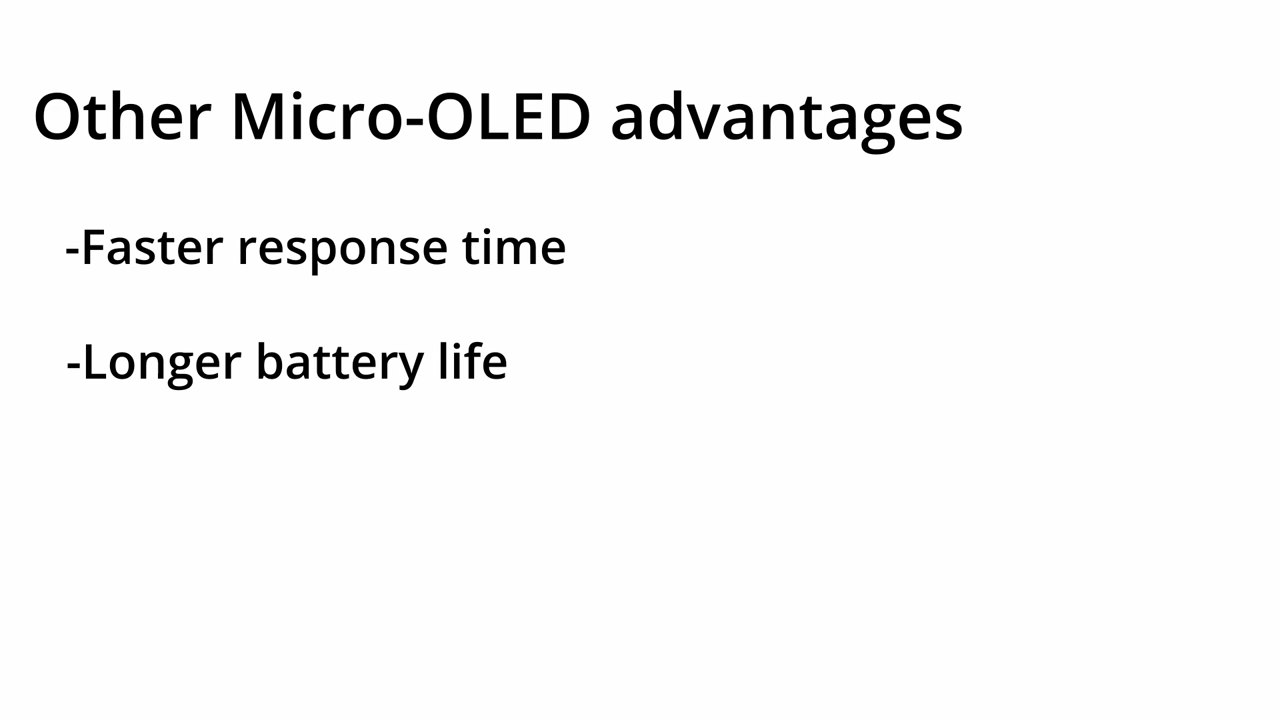 Other Micro-OLED advantages
-Faster response time
-Longer battery life